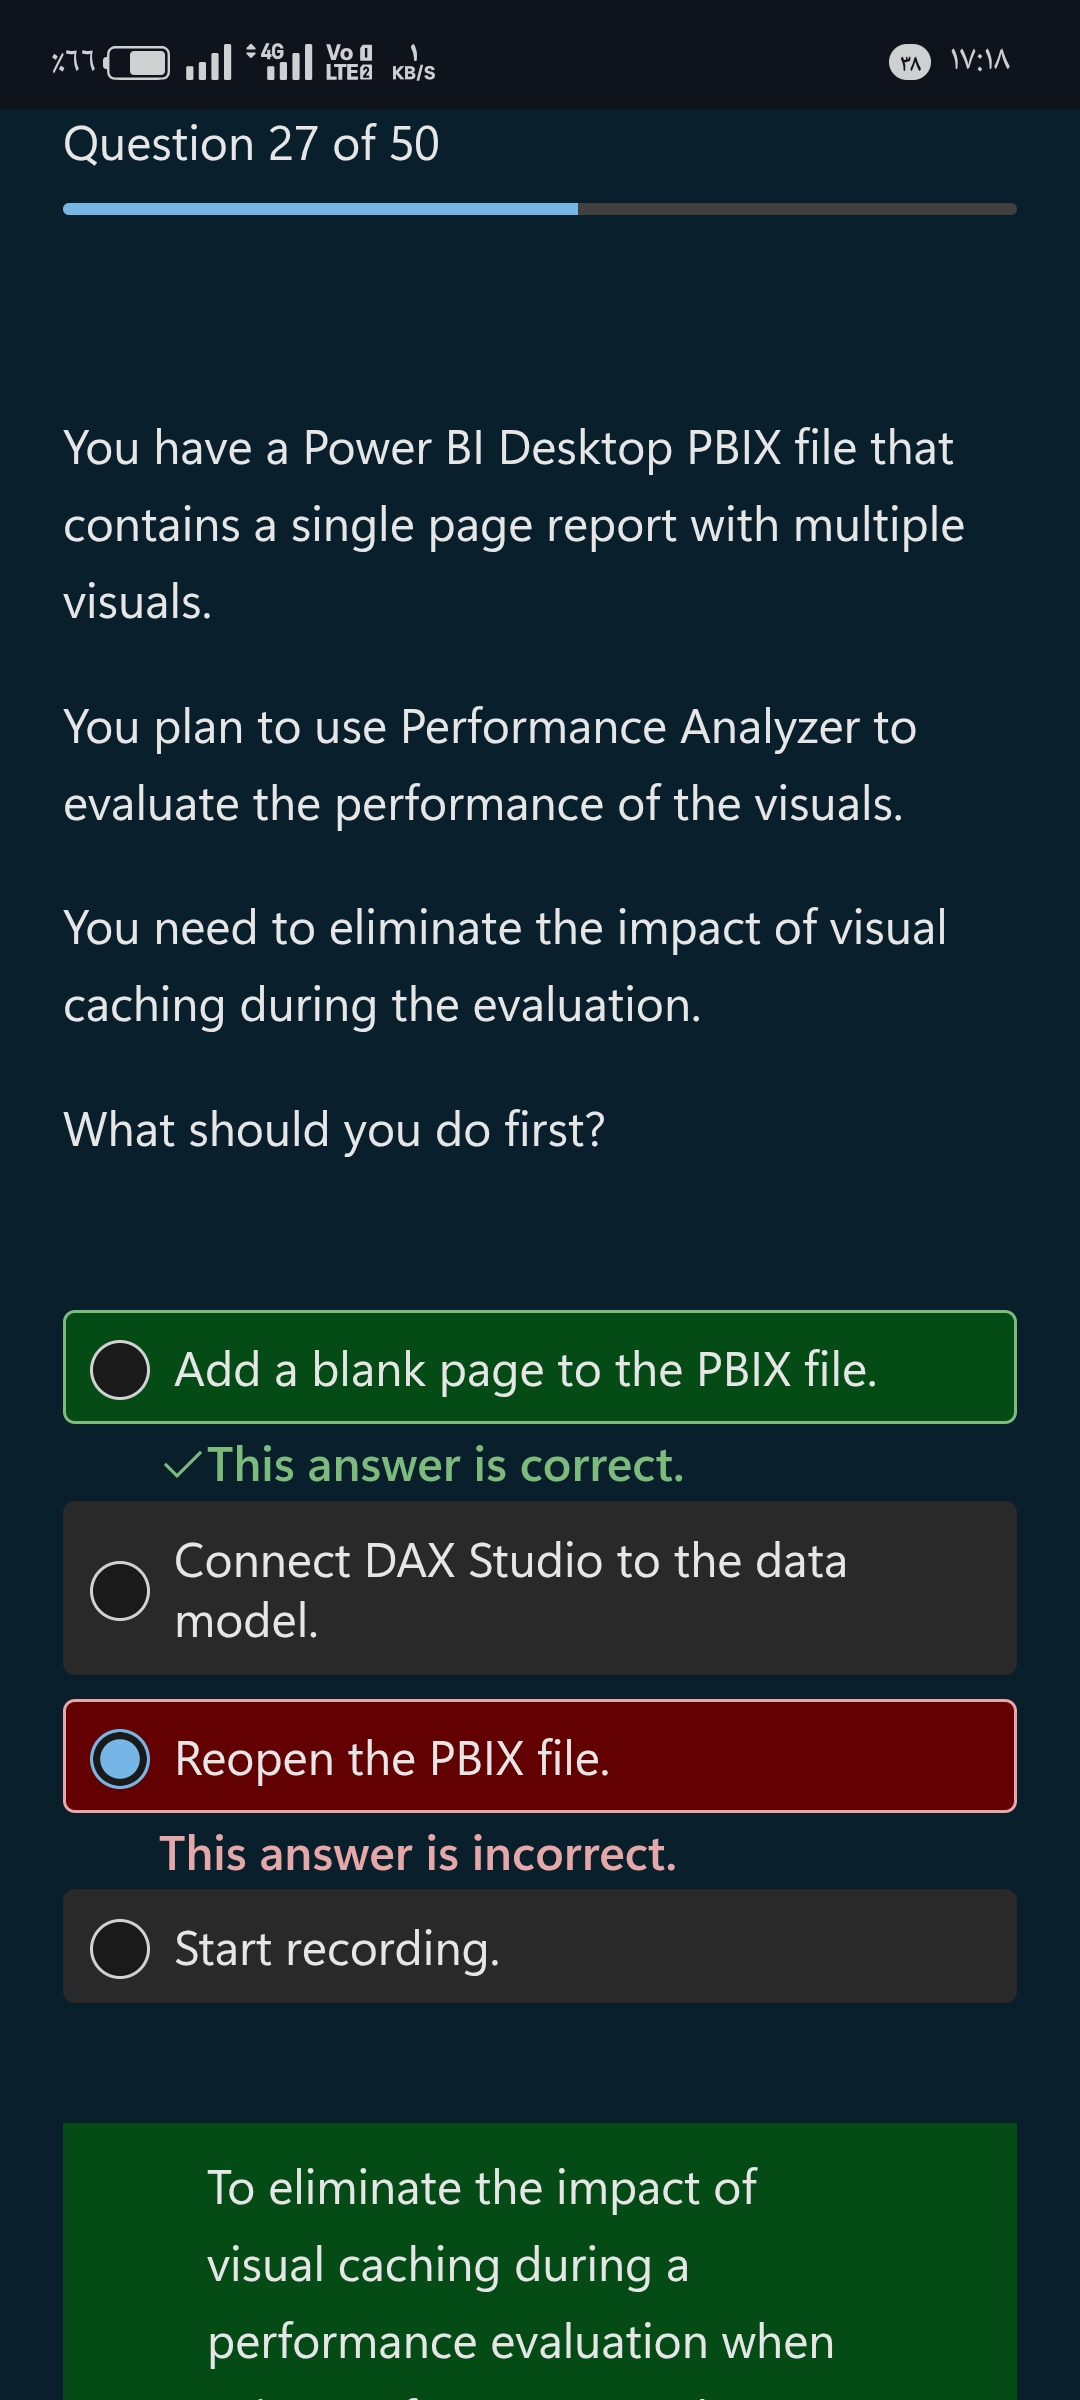 ٪٦٦ 4G Vo 1 LTE 2 ١ KB/S ٣٨ ١٧:١٨
Question 27 of 50
You have a Power BI Desktop PBIX file that
contains a single page report with multiple
visuals.
You plan to use Performance Analyzer to
evaluate the performance of the visuals.
You need to eliminate the impact of visual
caching during the evaluation.
What should you do first?
Add a blank page to the PBIX file.
✓This answer is correct.
Connect DAX Studio to the data
model.
Reopen the PBIX file.
This answer is incorrect.
Start recording.
To eliminate the impact of
visual caching during a
performance evaluation when